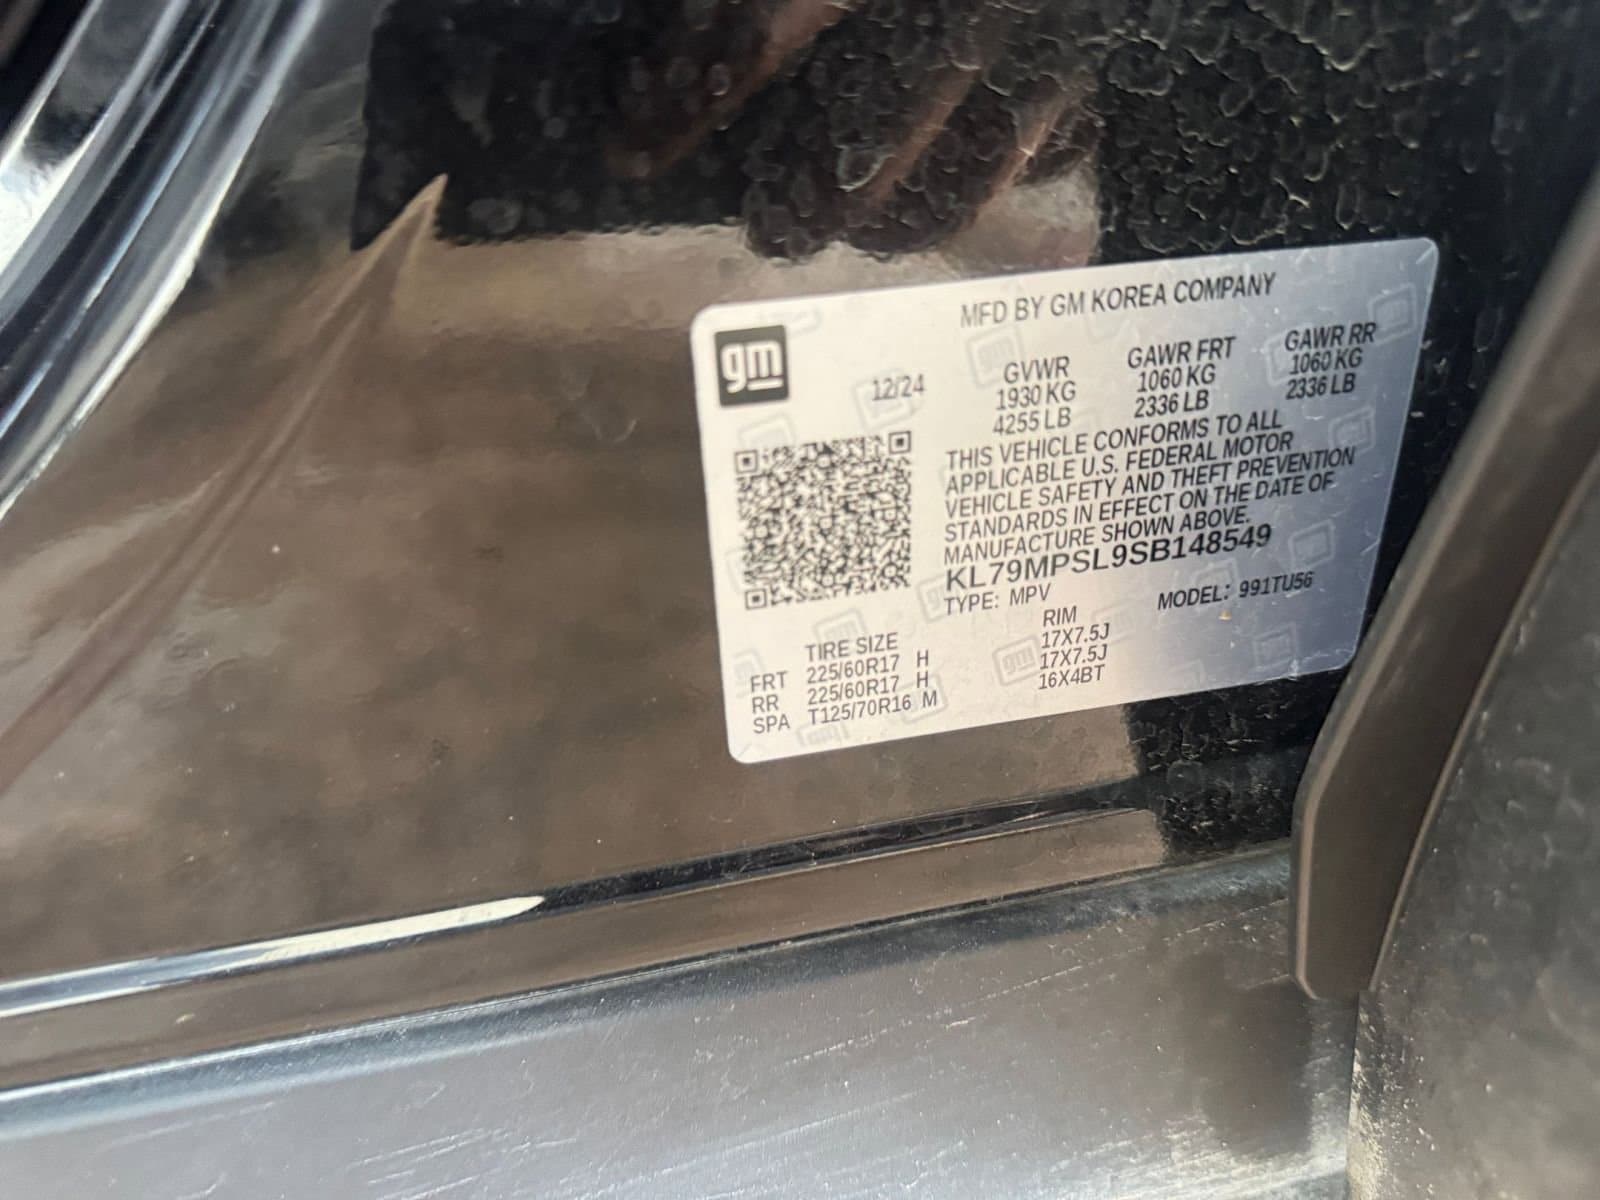 MFD BY GM KOREA COMPANY
gm
12/24
GVWR
1930 KG
4255 LB
GAWR FRT
1060 KG
2336 LB
GAWR RR
1060 KG
2336 LB
THIS VEHICLE CONFORMS TO ALL
APPLICABLE U.S. FEDERAL MOTOR
VEHICLE SAFETY AND THEFT PREVENTION
STANDARDS IN EFFECT ON THE DATE OF
MANUFACTURE SHOWN ABOVE.
KL79MPSL9SB148549
TYPE: MPV MODEL: 991TU56
TIRE SIZE RIM
FRT 225/60R17 H 17X7.5J
RR 225/60R17 H 17X7.5J
SPA T125/70R16 M 16X4BT